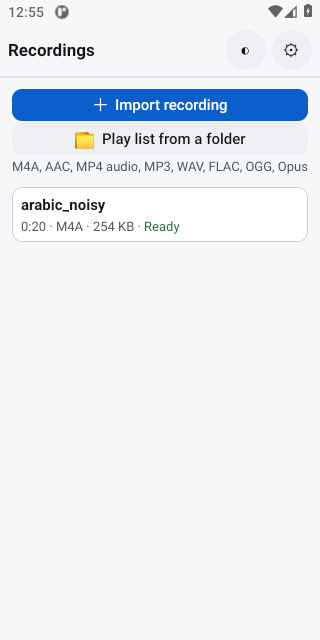 12:55
Recordings
Import recording
Play list from a folder
M4A, AAC, MP4 audio, MP3, WAV, FLAC, OGG, Opus
arabic_noisy
0:20 · M4A · 254 KB · Ready